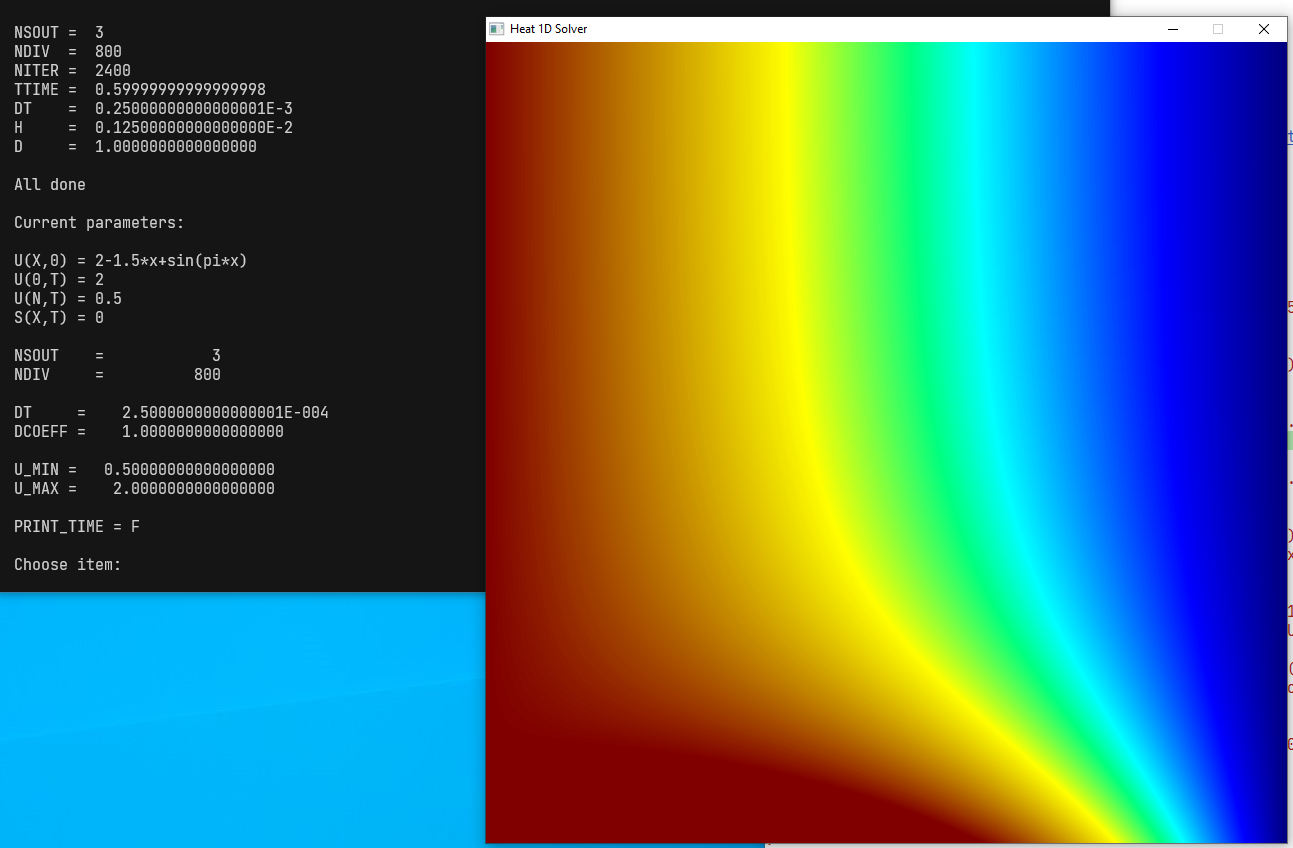 NSOUT = 3
NDIV = 800
NITER = 2400
TTIME = 0.59999999999999998
DT = 0.25000000000000001E-3
H = 0.12500000000000000E-2
D = 1.0000000000000000
All done
Current parameters:
U(X,0) = 2-1.5*x+sin(pi*x)
U(0,T) = 2
U(N,T) = 0.5
S(X,T) = 0
NSOUT = 3
NDIV = 800
DT = 2.5000000000000001E-004
DCOEFF = 1.0000000000000000
U_MIN = 0.50000000000000000
U_MAX = 2.0000000000000000
PRINT_TIME = F
Choose item:
Heat 1D Solver